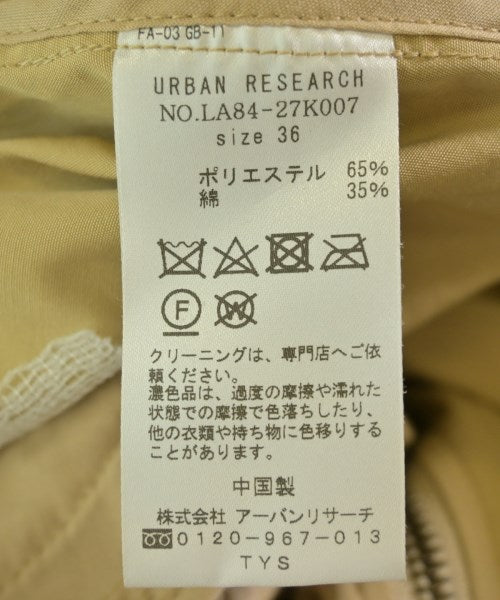 FA-03 GB-11
URBAN RESEARCH
NO.LA84-27K007
size 36
ポリエステル 65%
綿 35%
F W
クリーニングは、専門店へご依
頼ください。
濃色品は、過度の摩擦や濡れた
状態での摩擦で色落ちしたり、
他の衣類や持ち物に色移りする
ことがあります。
中国製
株式会社 アーバンリサーチ
0120-967-013
TYS